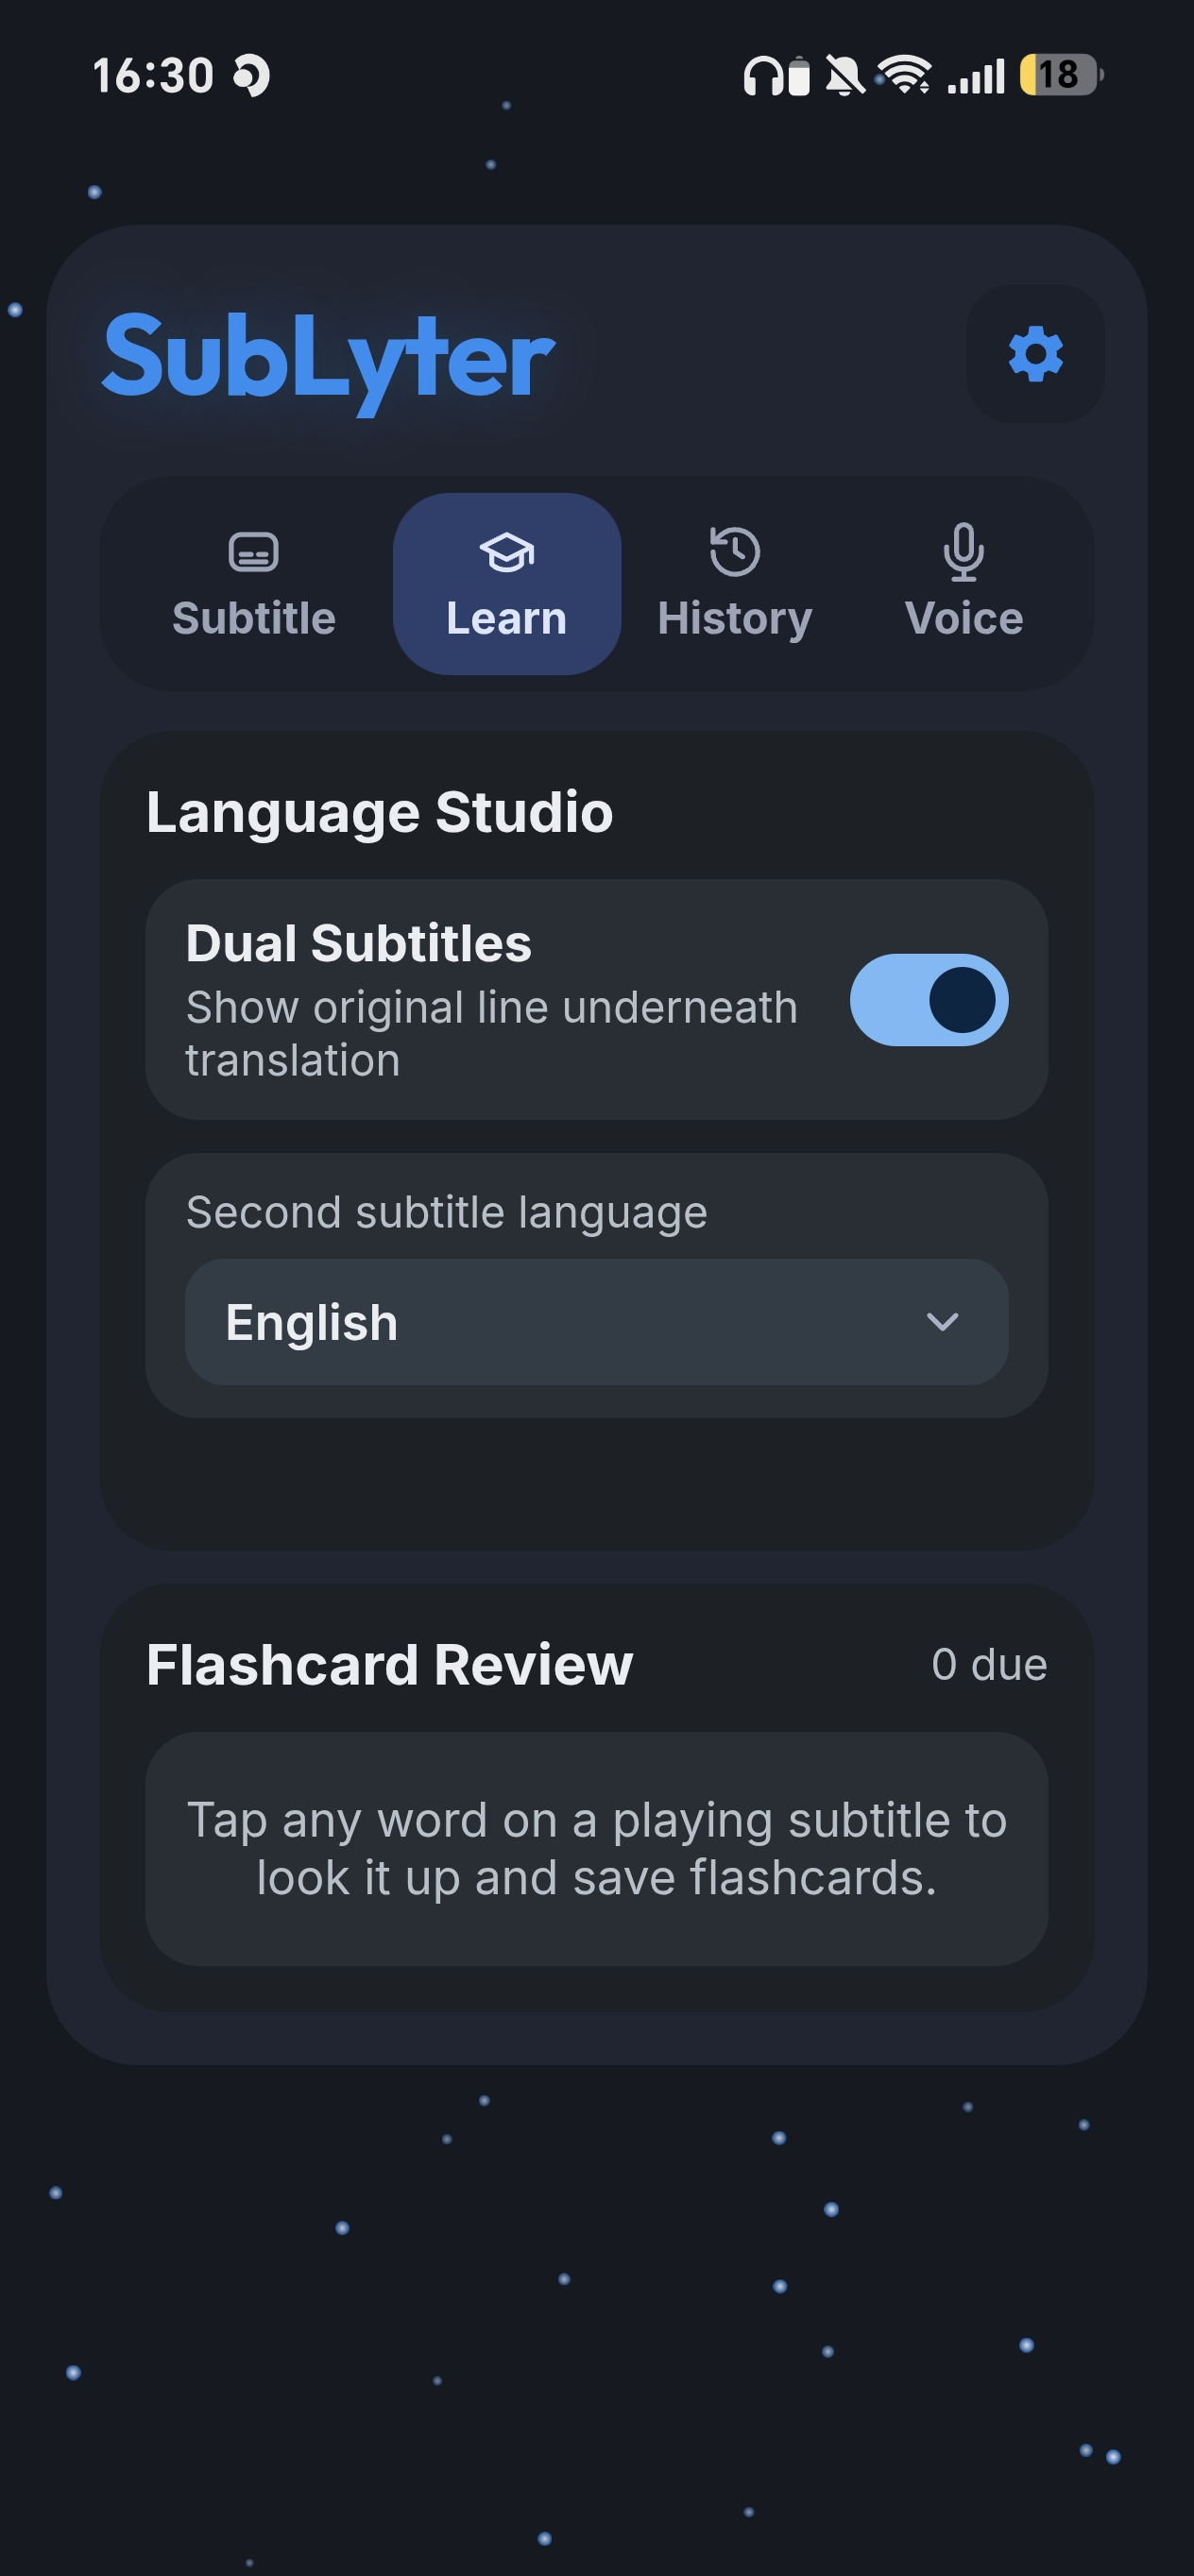 16:30
18
SubLyter
Subtitle
Learn
History
Voice
Language Studio
Dual Subtitles
Show original line underneath
translation
Second subtitle language
English
Flashcard Review
0 due
Tap any word on a playing subtitle to
look it up and save flashcards.